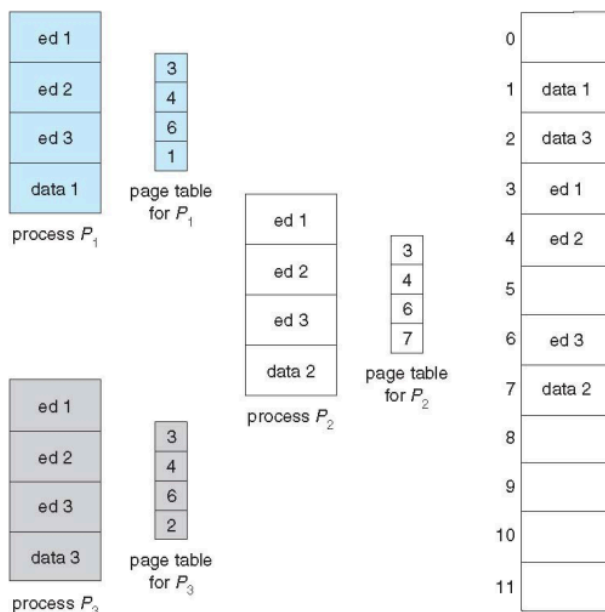 ed 1
ed 2
ed 3
data 1
process P1
3
4
6
1
page table
for P1
ed 1
ed 2
ed 3
data 2
process P2
3
4
6
7
page table
for P2
ed 1
ed 2
ed 3
data 3
process P3
3
4
6
2
page table
for P3
0
1 data 1
2 data 3
3 ed 1
4 ed 2
5
6 ed 3
7 data 2
8
9
10
11